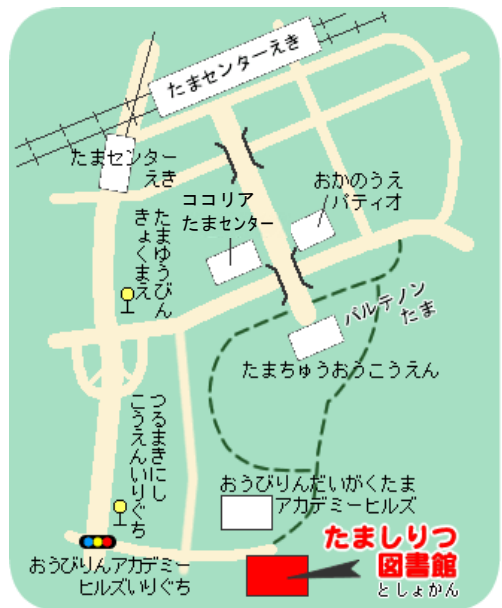 たまセンターえき
たまセンター
えき
おかのうえ
パティオ
ココリア
たまセンター
たまゆうびん
きょくまえ
パルテノン
たま
たまちゅうおうこうえん
つるまきにし
こうえんいりぐち
おうびりんだいがくたま
アカデミーヒルズ
たましりつ
図書館
としょかん
おうびりんアカデミー
ヒルズいりぐち